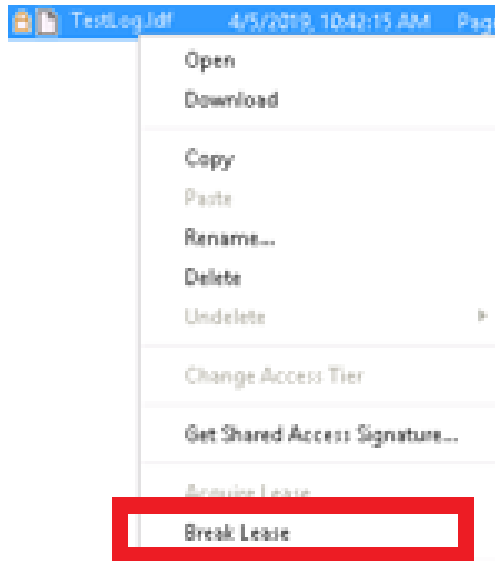 TestLog.ldf 4/5/2019, 10:42:15 AM Page
Open
Download
Copy
Paste
Rename...
Delete
Undelete
Change Access Tier
Get Shared Access Signature...
Acquire Lease
Break Lease